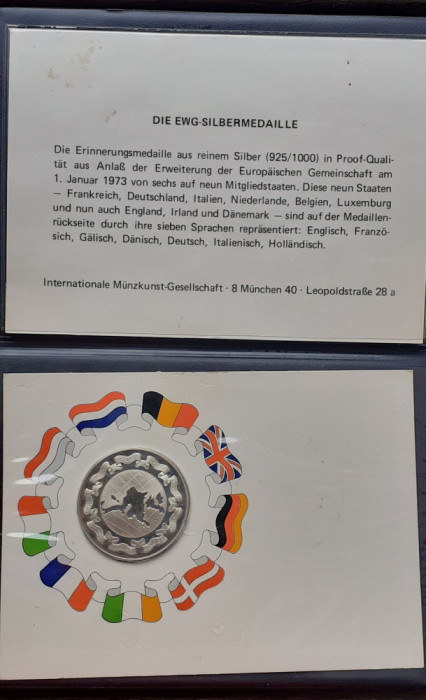 DIE EWG-SILBERMEDAILLE
Die Erinnerungsmedaille aus reinem Silber (925/1000) in Proof-Quali-
tät aus Anlaß der Erweiterung der Europäischen Gemeinschaft am
1. Januar 1973 von sechs auf neun Mitgliedstaaten. Diese neun Staaten
– Frankreich, Deutschland, Italien, Niederlande, Belgien, Luxemburg
und nun auch England, Irland und Dänemark – sind auf der Medaillen-
rückseite durch ihre sieben Sprachen repräsentiert: Englisch, Franzö-
sich, Gälisch, Dänisch, Deutsch, Italienisch, Holländisch.
Internationale Münzkunst-Gesellschaft · 8 München 40 · Leopoldstraße 28 a